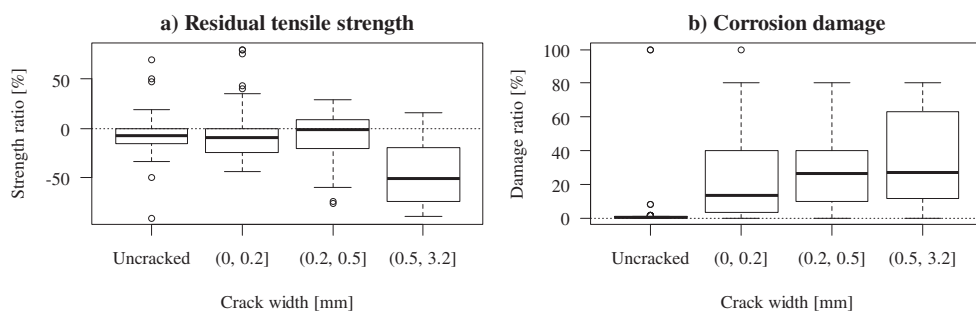 a) Residual tensile strength
Strength ratio [%]
50
0
-50
Uncracked (0, 0.2] (0.2, 0.5] (0.5, 3.2]
Crack width [mm]
b) Corrosion damage
Damage ratio [%]
100
80
60
40
20
0
Uncracked (0, 0.2] (0.2, 0.5] (0.5, 3.2]
Crack width [mm]